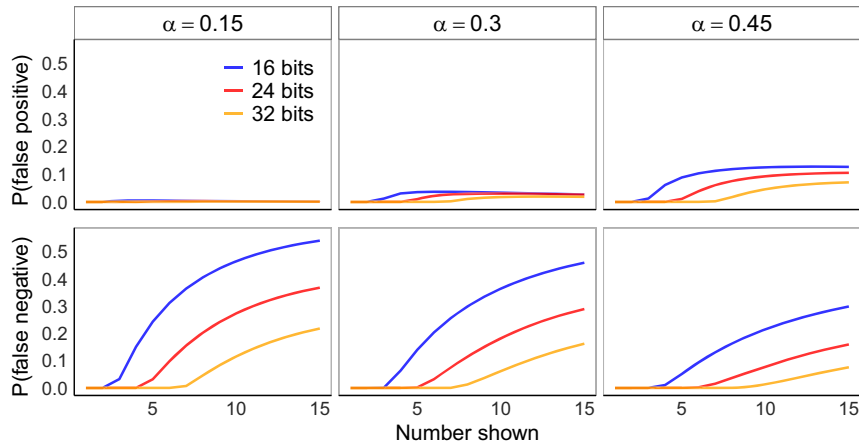 α = 0.15 α = 0.3 α = 0.45
P(false positive)
0.5
0.4
0.3
0.2
0.1
0.0
16 bits
24 bits
32 bits
P(false negative)
0.5
0.4
0.3
0.2
0.1
0.0
5 10 15 5 10 15 5 10 15
Number shown